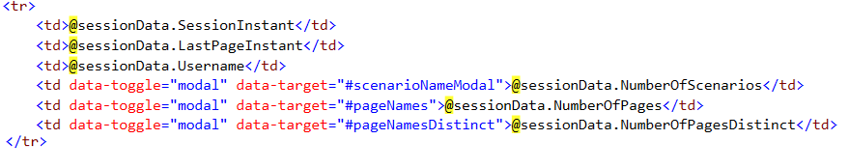 <tr>
<td>@sessionData.SessionInstant</td>
<td>@sessionData.LastPageInstant</td>
<td>@sessionData.Username</td>
<td data-toggle="modal" data-target="#scenarioNameModal">@sessionData.NumberOfScenarios</td>
<td data-toggle="modal" data-target="#pageNames">@sessionData.NumberOfPages</td>
<td data-toggle="modal" data-target="#pageNamesDistinct">@sessionData.NumberOfPagesDistinct</td>
</tr>